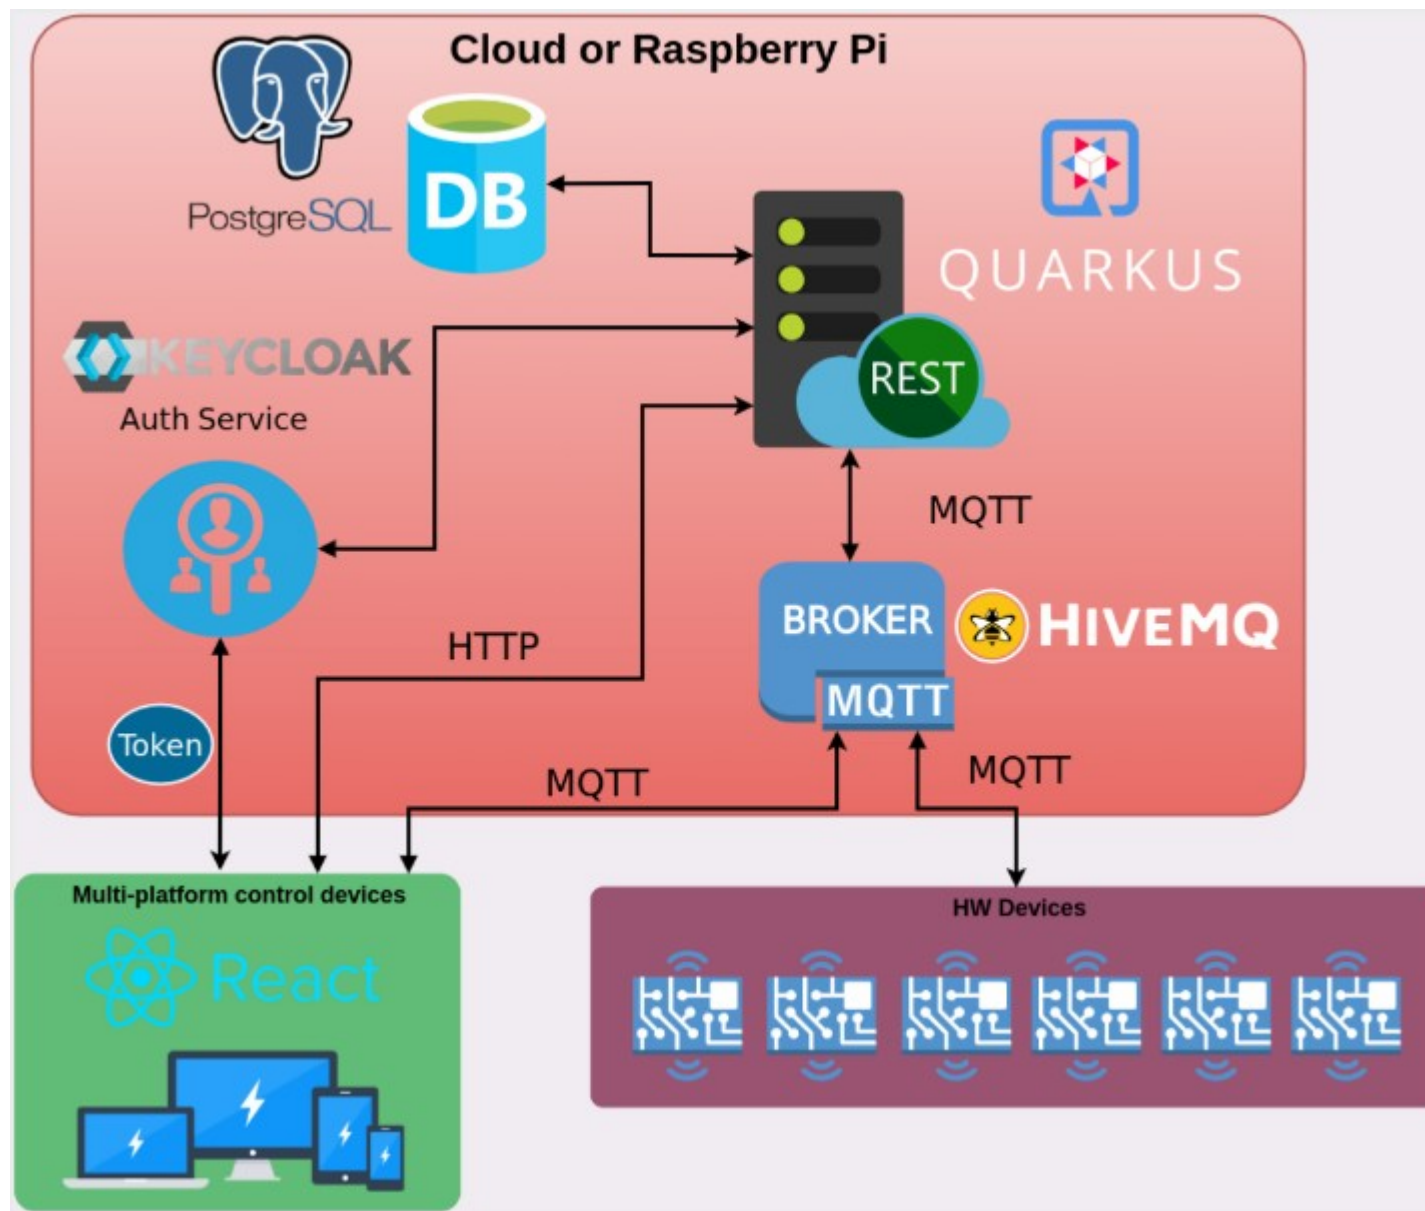 Cloud or Raspberry Pi
PostgreSQL
DB
QUARKUS
KEYCLOAK
Auth Service
REST
MQTT
BROKER
MQTT
HIVEMQ
HTTP
Token
MQTT
MQTT
Multi-platform control devices
React
HW Devices